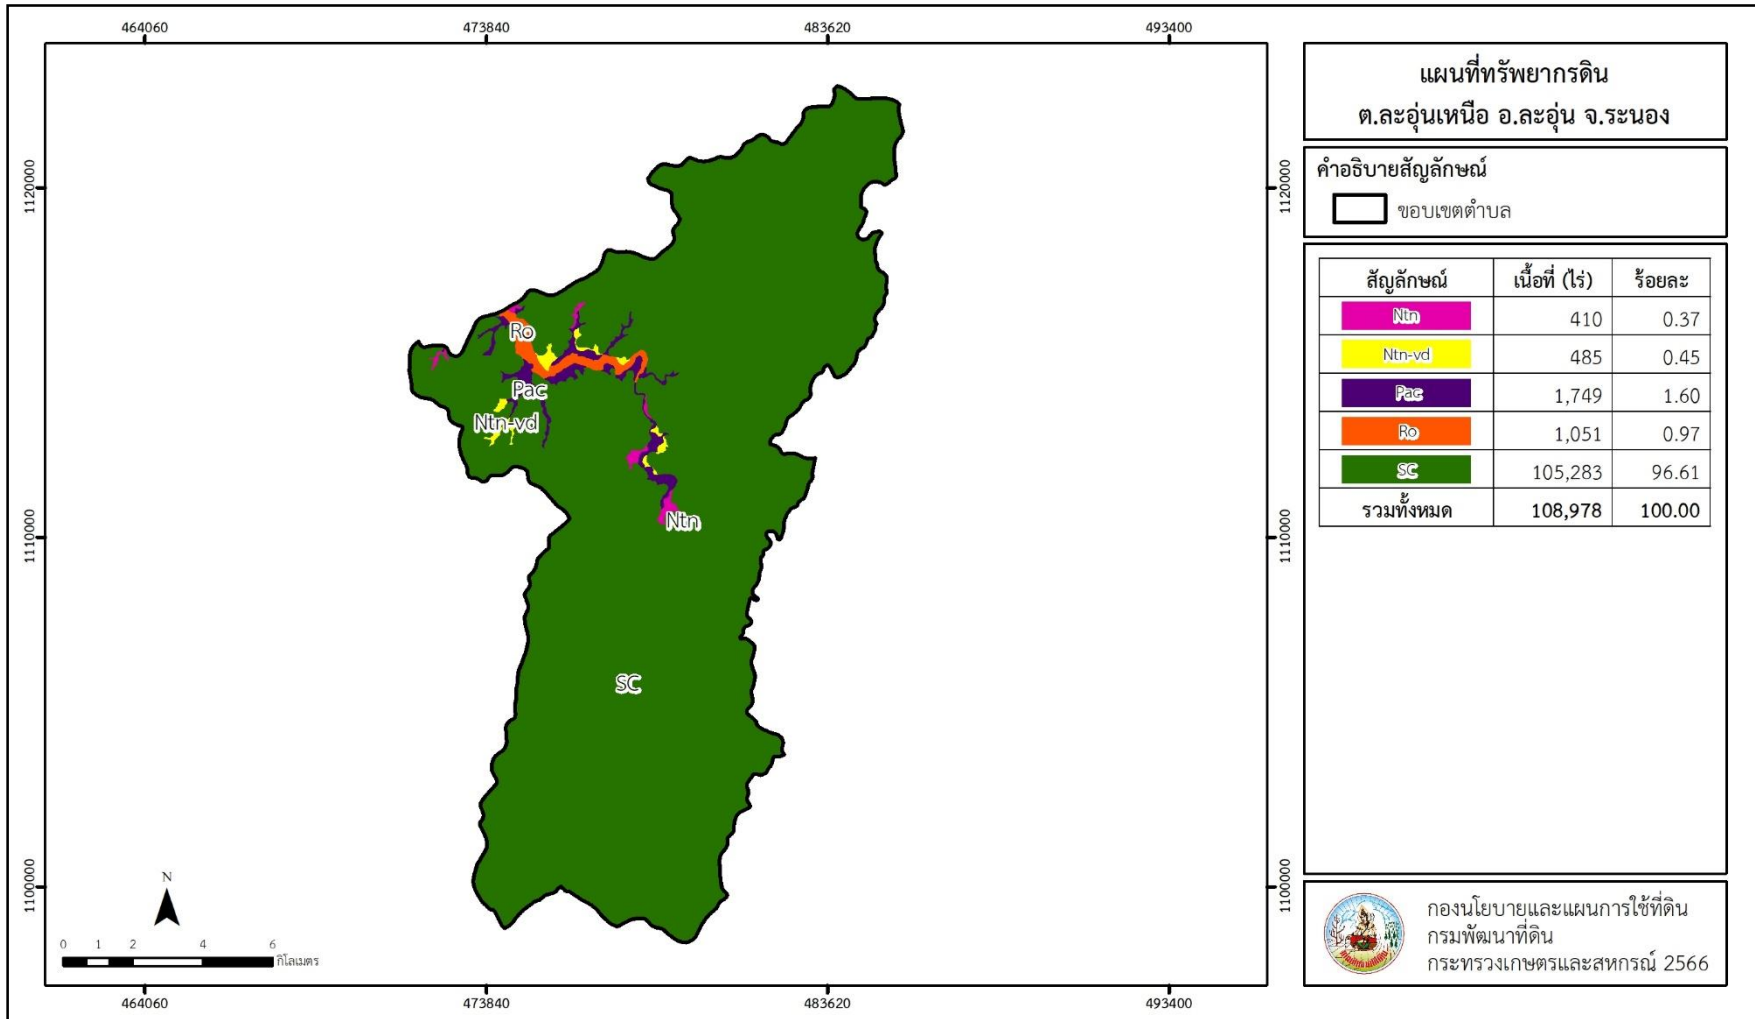 464060 473840 483620 493400
1120000 1120000
1110000 1110000
1100000 1100000
Ro
Pac
Ntn-vd
Ntn
SC
N
0 1 2 4 6
กิโลเมตร
464060 473840 483620 493400
แผนที่ทรัพยากรดิน
ต.ละอุ่นเหนือ อ.ละอุ่น จ.ระนอง
คำอธิบายสัญลักษณ์
ขอบเขตตำบล
สัญลักษณ์ เนื้อที่ (ไร่) ร้อยละ
Ntn 410 0.37
Ntn-vd 485 0.45
Pac 1,749 1.60
Ro 1,051 0.97
SC 105,283 96.61
รวมทั้งหมด 108,978 100.00
กองนโยบายและแผนการใช้ที่ดิน
กรมพัฒนาที่ดิน
กระทรวงเกษตรและสหกรณ์ 2566